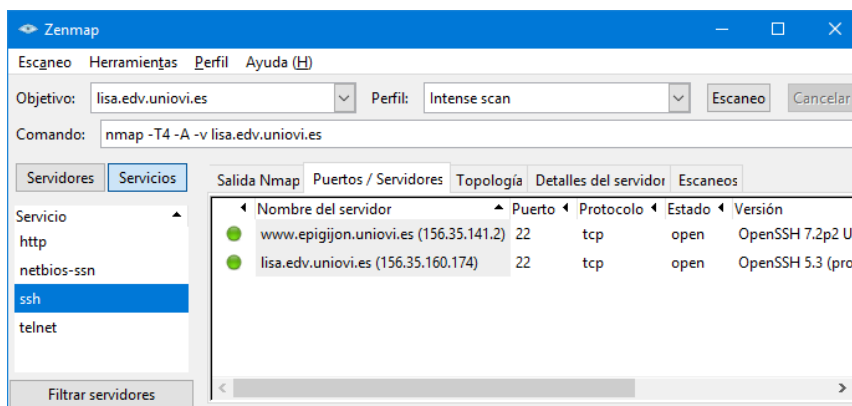 Zenmap
Escaneo Herramientas Perfil Ayuda (H)
Objetivo: lisa.edv.uniovi.es Perfil: Intense scan Escaneo Cancelar
Comando: nmap -T4 -A -v lisa.edv.uniovi.es
Servidores Servicios Salida Nmap Puertos / Servidores Topología Detalles del servidor Escaneos
Servicio Nombre del servidor Puerto Protocolo Estado Versión
http www.epigijon.uniovi.es (156.35.141.2) 22 tcp open OpenSSH 7.2p2 U
netbios-ssn lisa.edv.uniovi.es (156.35.160.174) 22 tcp open OpenSSH 5.3 (pro
ssh
telnet
Filtrar servidores